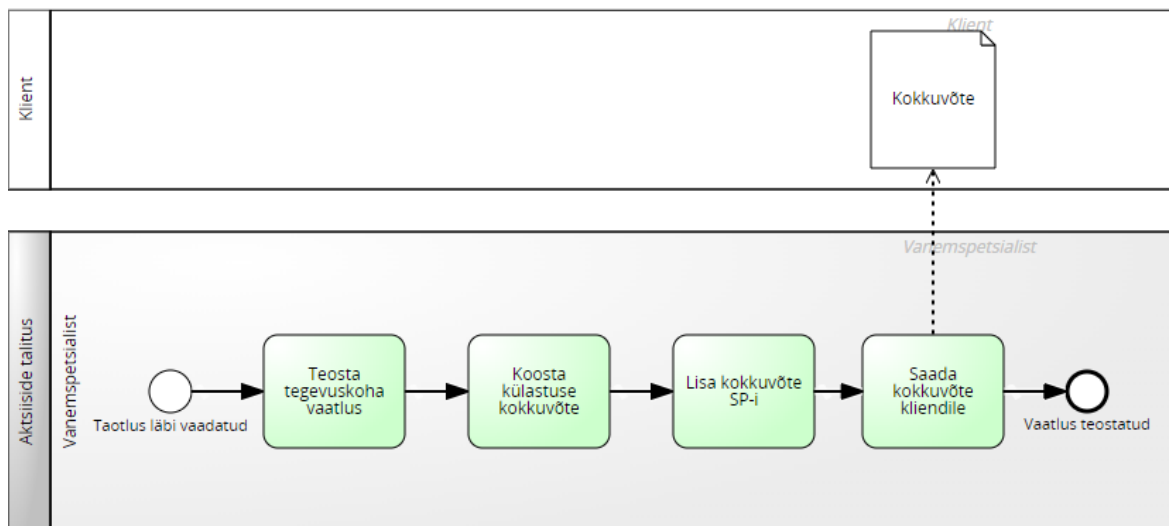 Klient
Klient
Kokkuvõte
Aktsiiside talitus
Vanemspetsialist
Vanemspetsialist
Taotlus läbi vaadatud
Teosta
tegevuskoha
vaatlus
Koosta
külastuse
kokkuvõte
Lisa kokkuvõte
SP-i
Saada
kokkuvõte
kliendile
Vaatlus teostatud